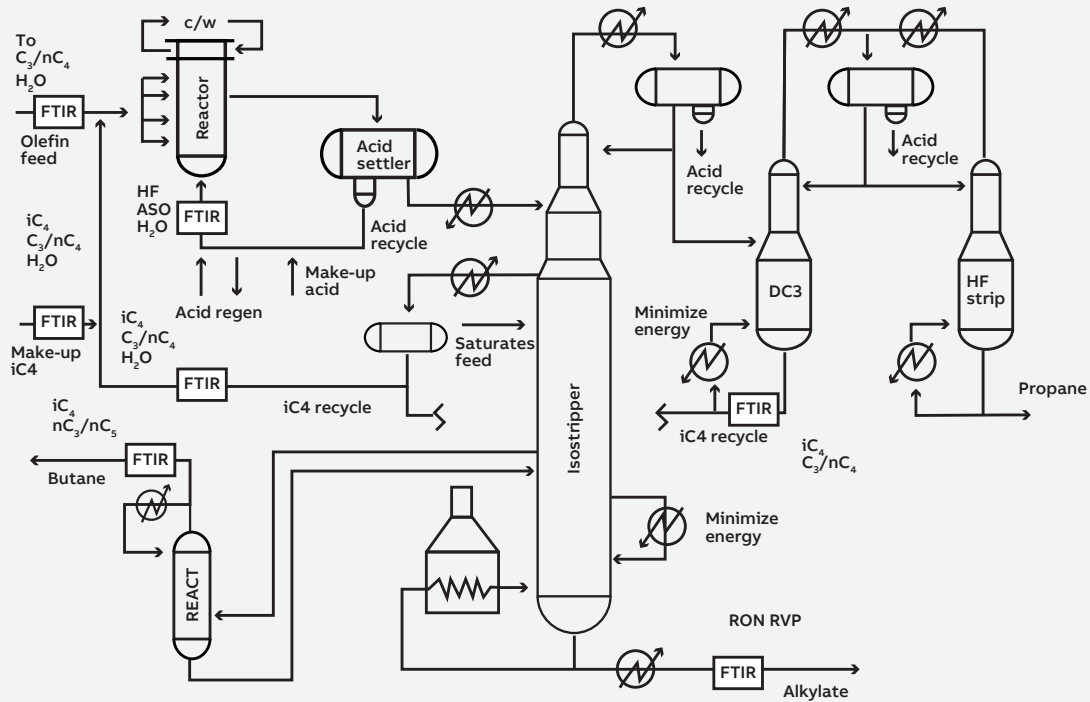 c/w
To
C₃/nC₄
H₂O
FTIR
Olefin
feed
Reactor
Acid
settler
HF
ASO
H₂O
FTIR
Acid
recycle
Make-up
acid
Acid regen
iC₄
C₃/nC₄
H₂O
FTIR
Make-up
iC4
iC₄
C₃/nC₄
H₂O
FTIR
iC4 recycle
Saturates
feed
Isostripper
Acid
recycle
Acid
recycle
DC3
HF
strip
Minimize
energy
FTIR
iC4 recycle
iC₄
C₃/nC₄
Propane
iC₄
nC₃/nC₅
FTIR
Butane
REACT
Minimize
energy
RON RVP
FTIR
Alkylate